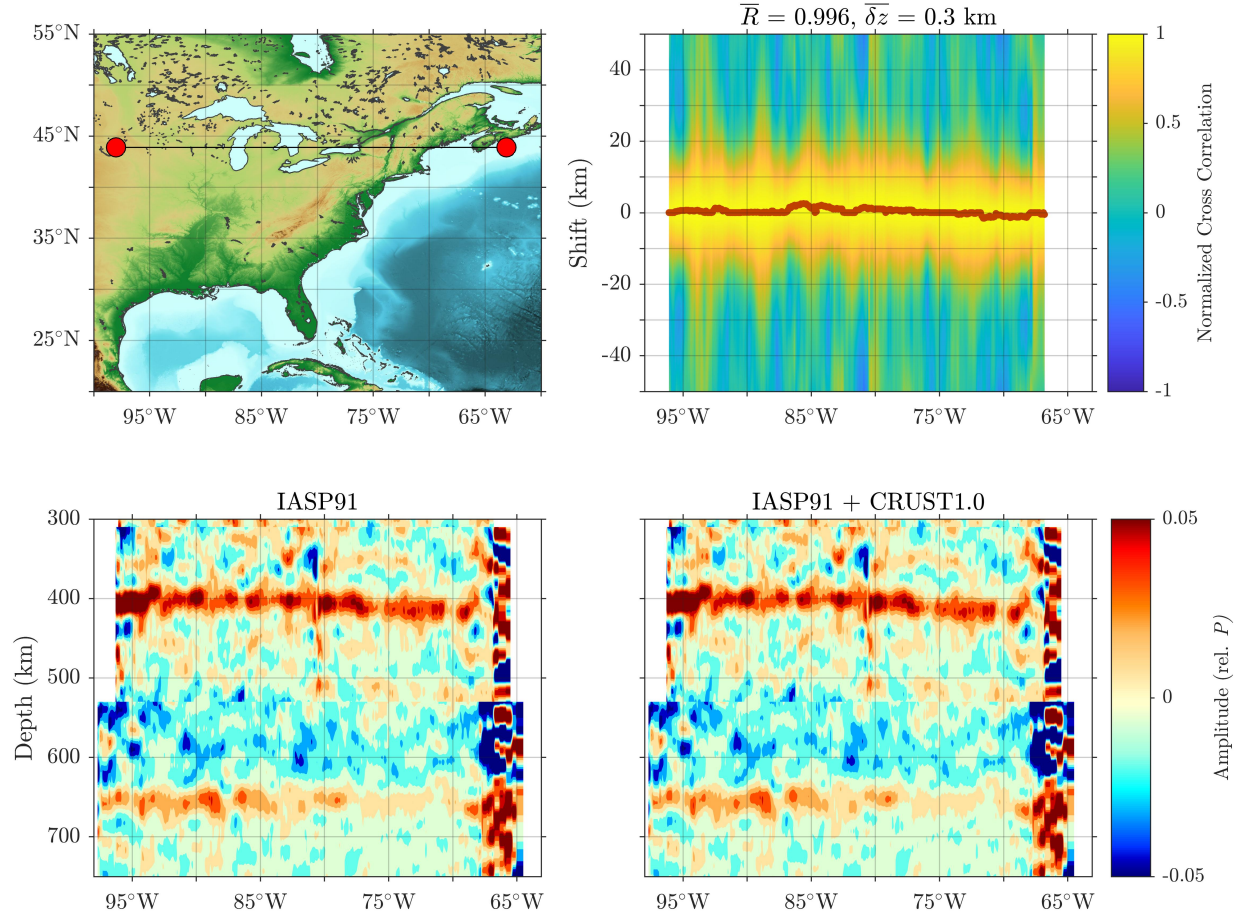 55°N
45°N
35°N
25°N
95°W
85°W
75°W
65°W
R̅ = 0.996, δz̅ = 0.3 km
Shift (km)
40
20
0
-20
-40
95°W
85°W
75°W
65°W
1
0.5
0
-0.5
-1
Normalized Cross Correlation
IASP91
Depth (km)
300
400
500
600
700
95°W
85°W
75°W
65°W
IASP91 + CRUST1.0
95°W
85°W
75°W
65°W
0.05
0
-0.05
Amplitude (rel. P)